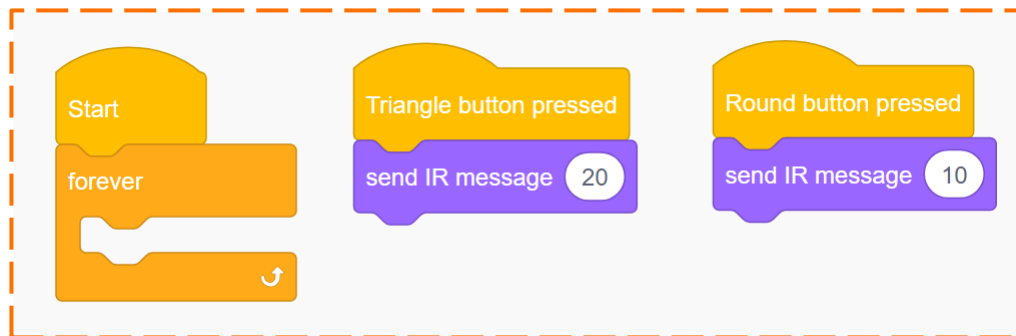 Start
forever
Triangle button pressed
send IR message 20
Round button pressed
send IR message 10